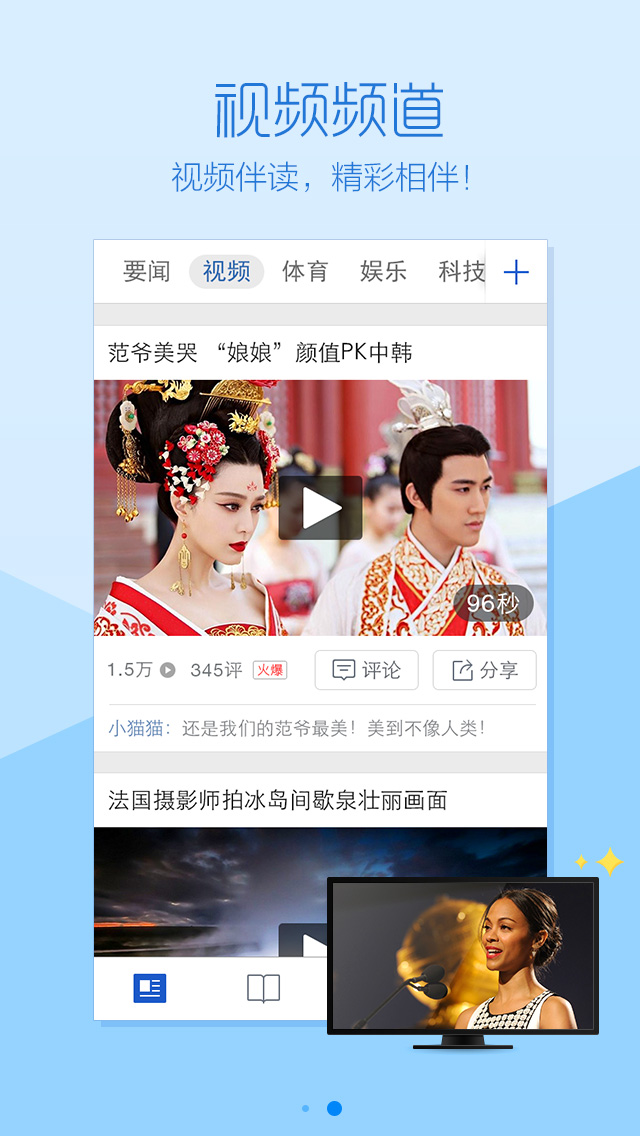 视频频道
视频伴读，精彩相伴！
要闻 视频 体育 娱乐 科技
范爷美哭 “娘娘”颜值PK中韩
96秒
1.5万 345评 火爆 评论 分享
小猫猫：还是我们的范爷最美！美到不像人类！
法国摄影师拍冰岛间歇泉壮丽画面